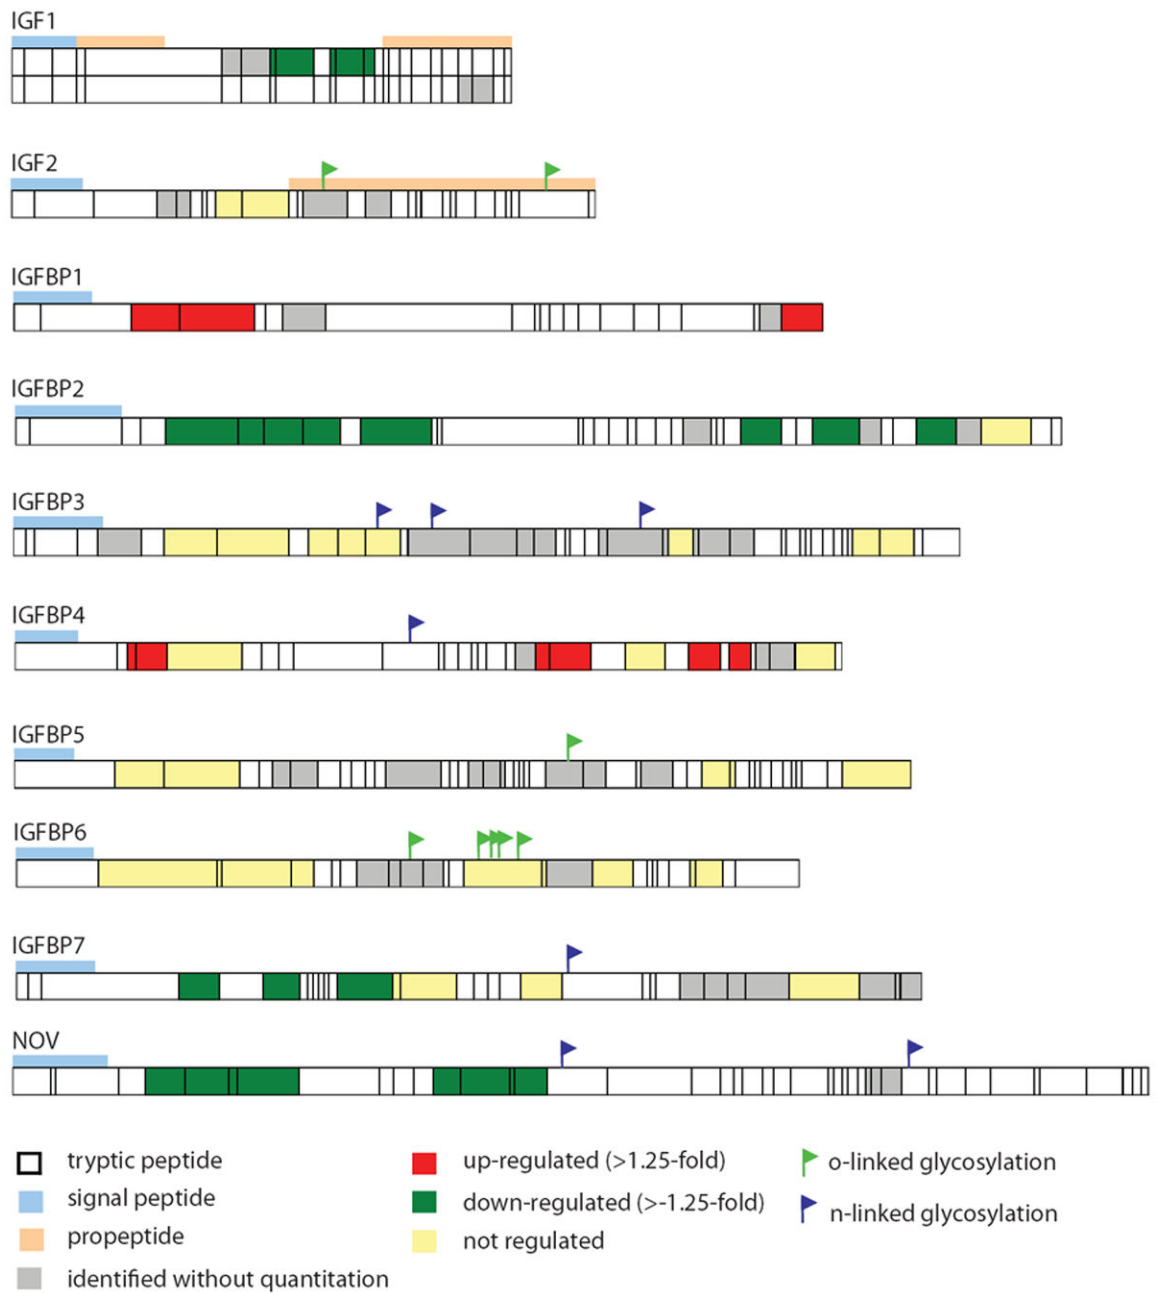 IGF1
IGF2
IGFBP1
IGFBP2
IGFBP3
IGFBP4
IGFBP5
IGFBP6
IGFBP7
NOV
tryptic peptide
signal peptide
propeptide
identified without quantitation
up-regulated (>1.25-fold)
down-regulated (>-1.25-fold)
not regulated
o-linked glycosylation
n-linked glycosylation